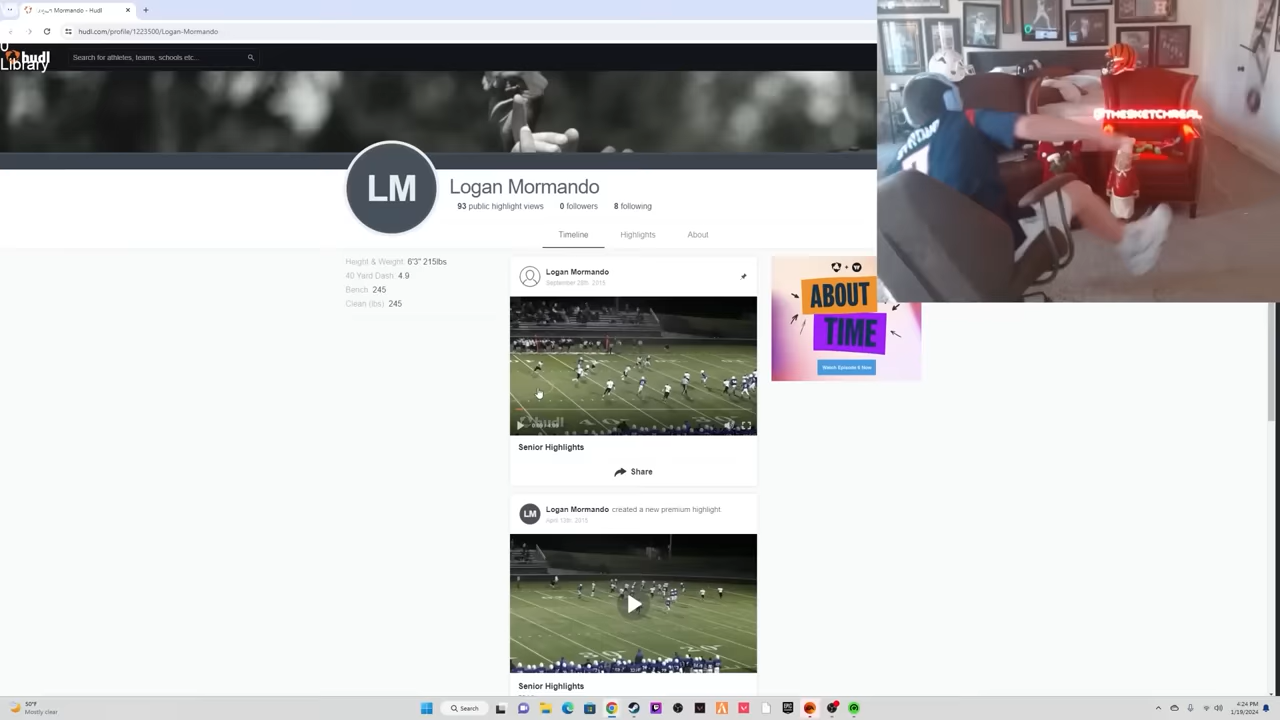 Logan Mormando - Hudl
hudl.com/profile/1223500/Logan-Mormando
hudl
Library
Search for athletes, teams, schools etc...
@THESKETCHREAL
LM
Logan Mormando
93 public highlight views 0 followers 8 following
Timeline Highlights About
Height & Weight: 6'3" 215lbs
40 Yard Dash: 4.9
Bench: 245
Clean (lbs) 245
Logan Mormando
September 28th, 2015
hudl
Senior Highlights
Share
LM
Logan Mormando created a new premium highlight.
April 13th, 2015
Senior Highlights
ABOUT
TIME
Watch Episode 6 Now
50°F
Mostly clear
Search
4:24 PM
1/19/2024